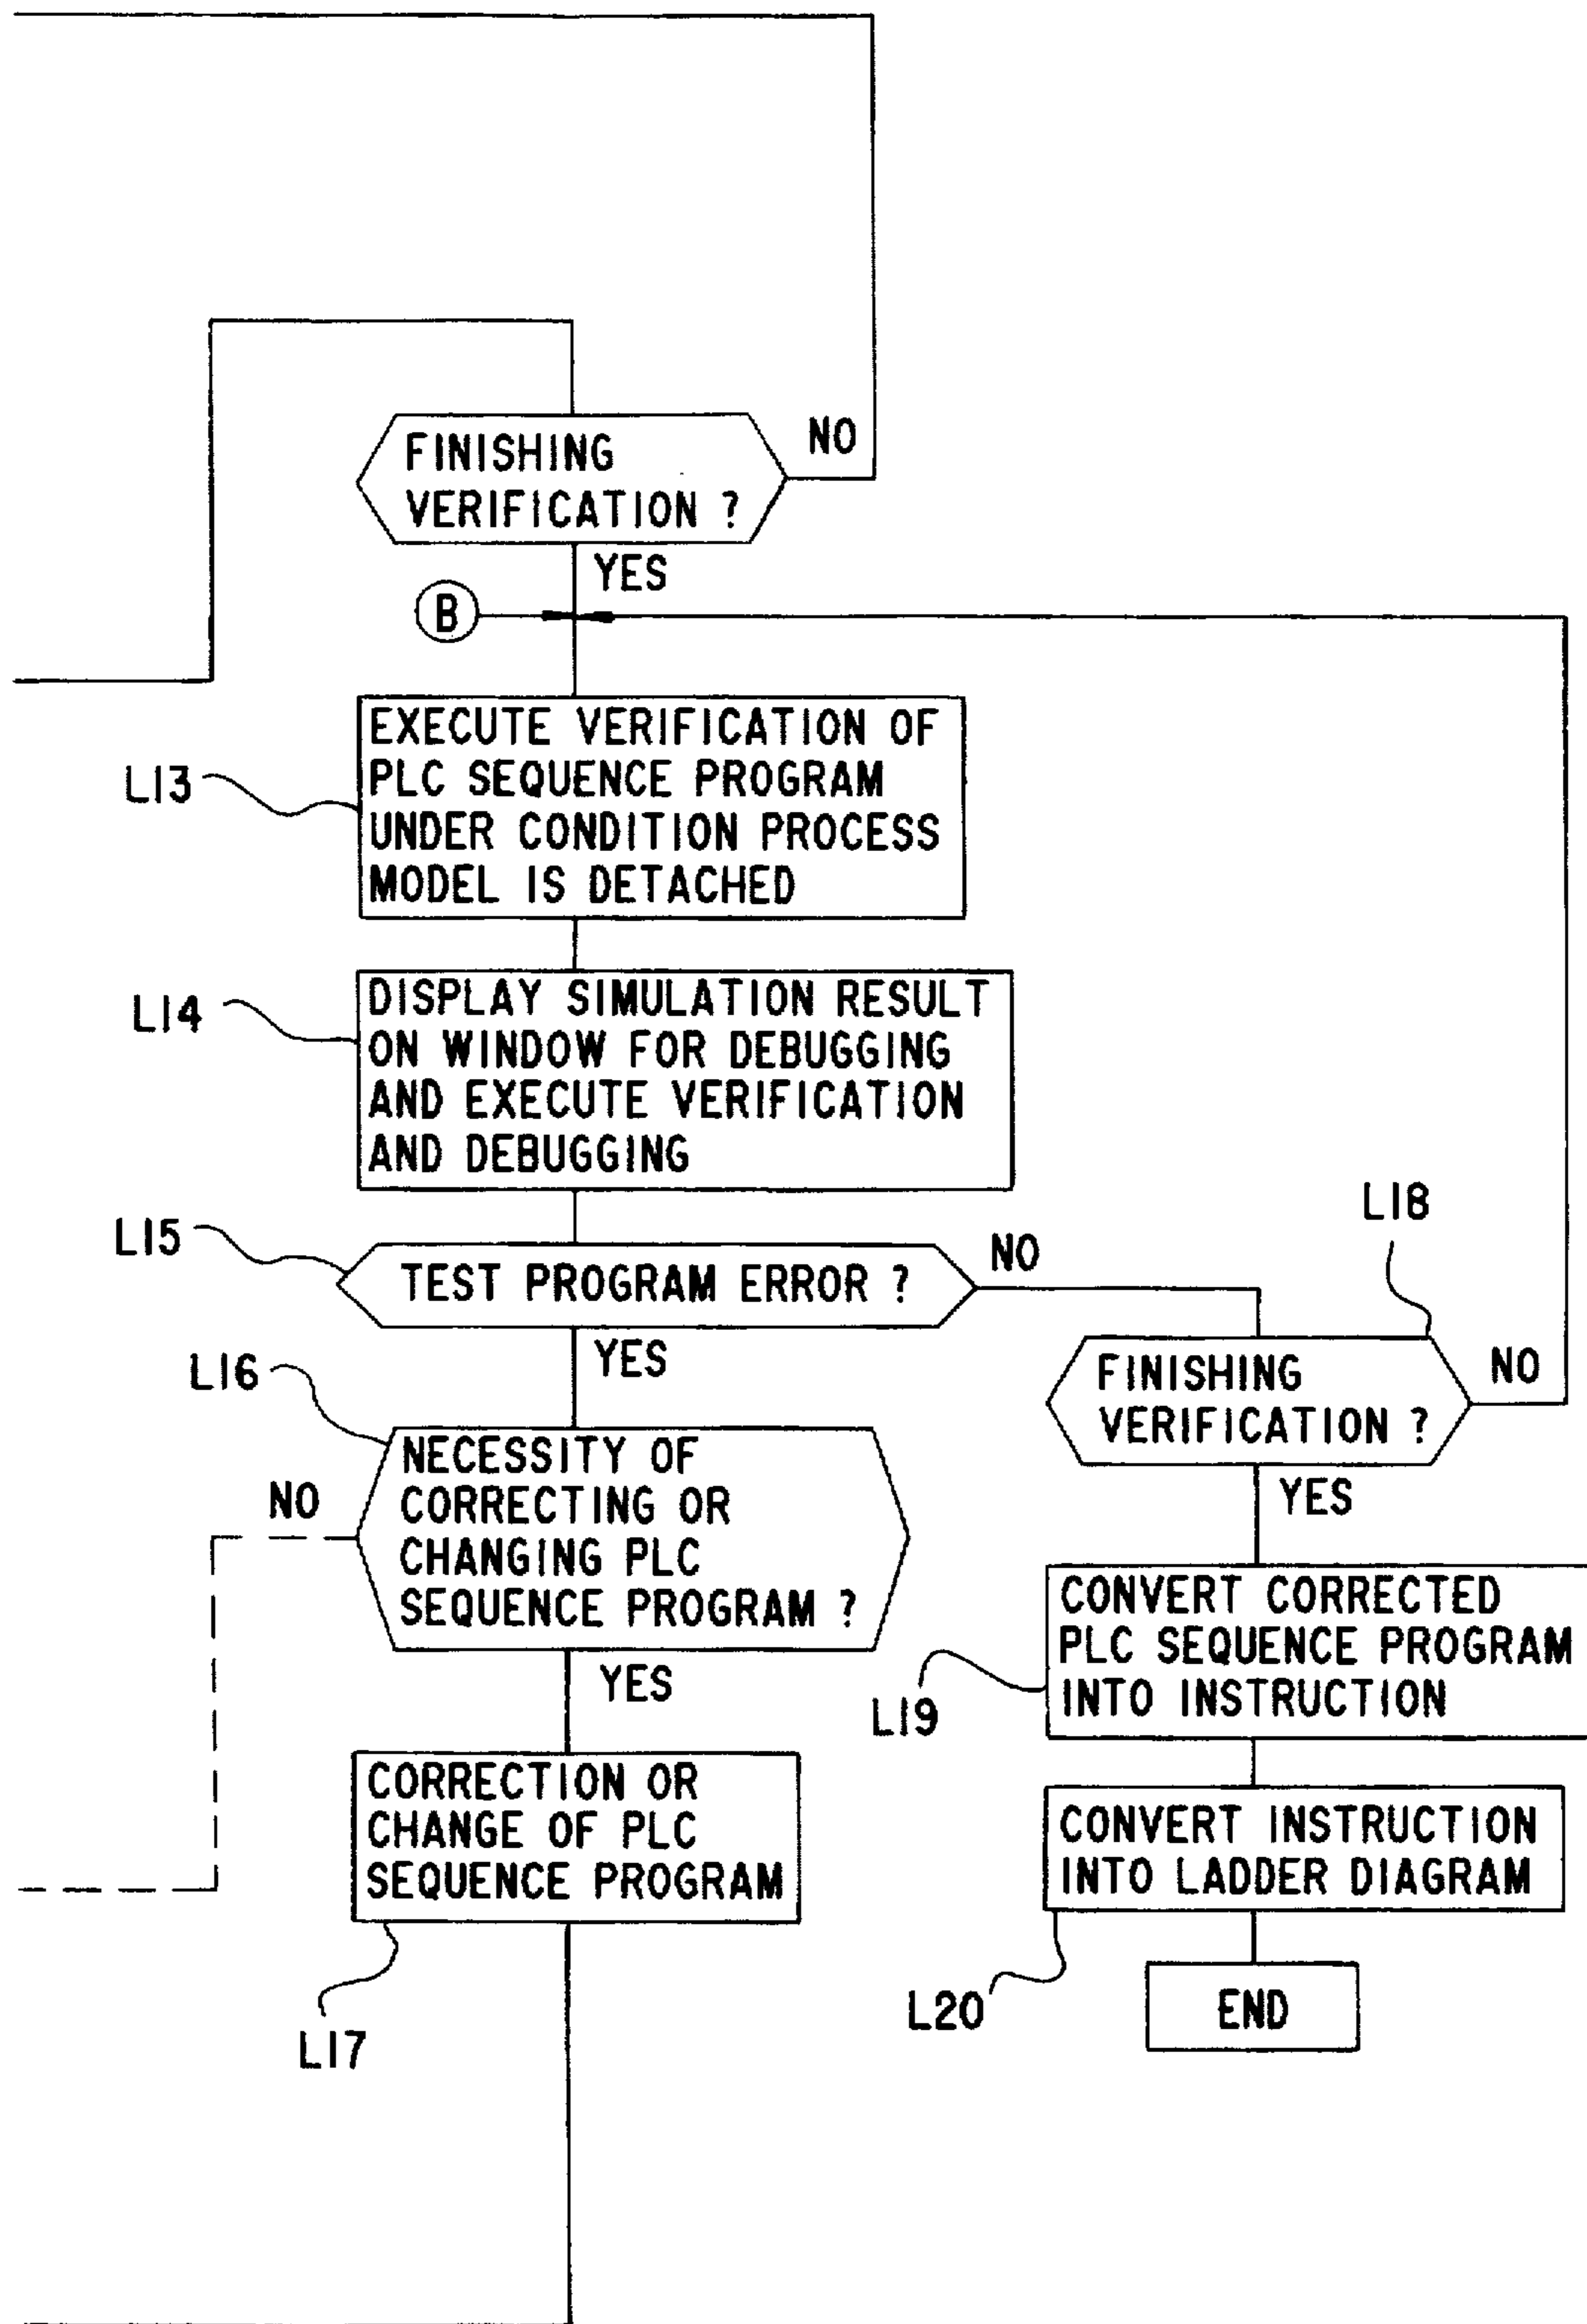 FINISHING
VERIFICATION ?
NO
YES
B
L13
EXECUTE VERIFICATION OF
PLC SEQUENCE PROGRAM
UNDER CONDITION PROCESS
MODEL IS DETACHED
L14
DISPLAY SIMULATION RESULT
ON WINDOW FOR DEBUGGING
AND EXECUTE VERIFICATION
AND DEBUGGING
L15
TEST PROGRAM ERROR ?
NO
YES
L18
FINISHING
VERIFICATION ?
NO
YES
L16
NECESSITY OF
CORRECTING OR
CHANGING PLC
SEQUENCE PROGRAM ?
NO
YES
L17
CORRECTION OR
CHANGE OF PLC
SEQUENCE PROGRAM
L19
CONVERT CORRECTED
PLC SEQUENCE PROGRAM
INTO INSTRUCTION
L20
CONVERT INSTRUCTION
INTO LADDER DIAGRAM
END